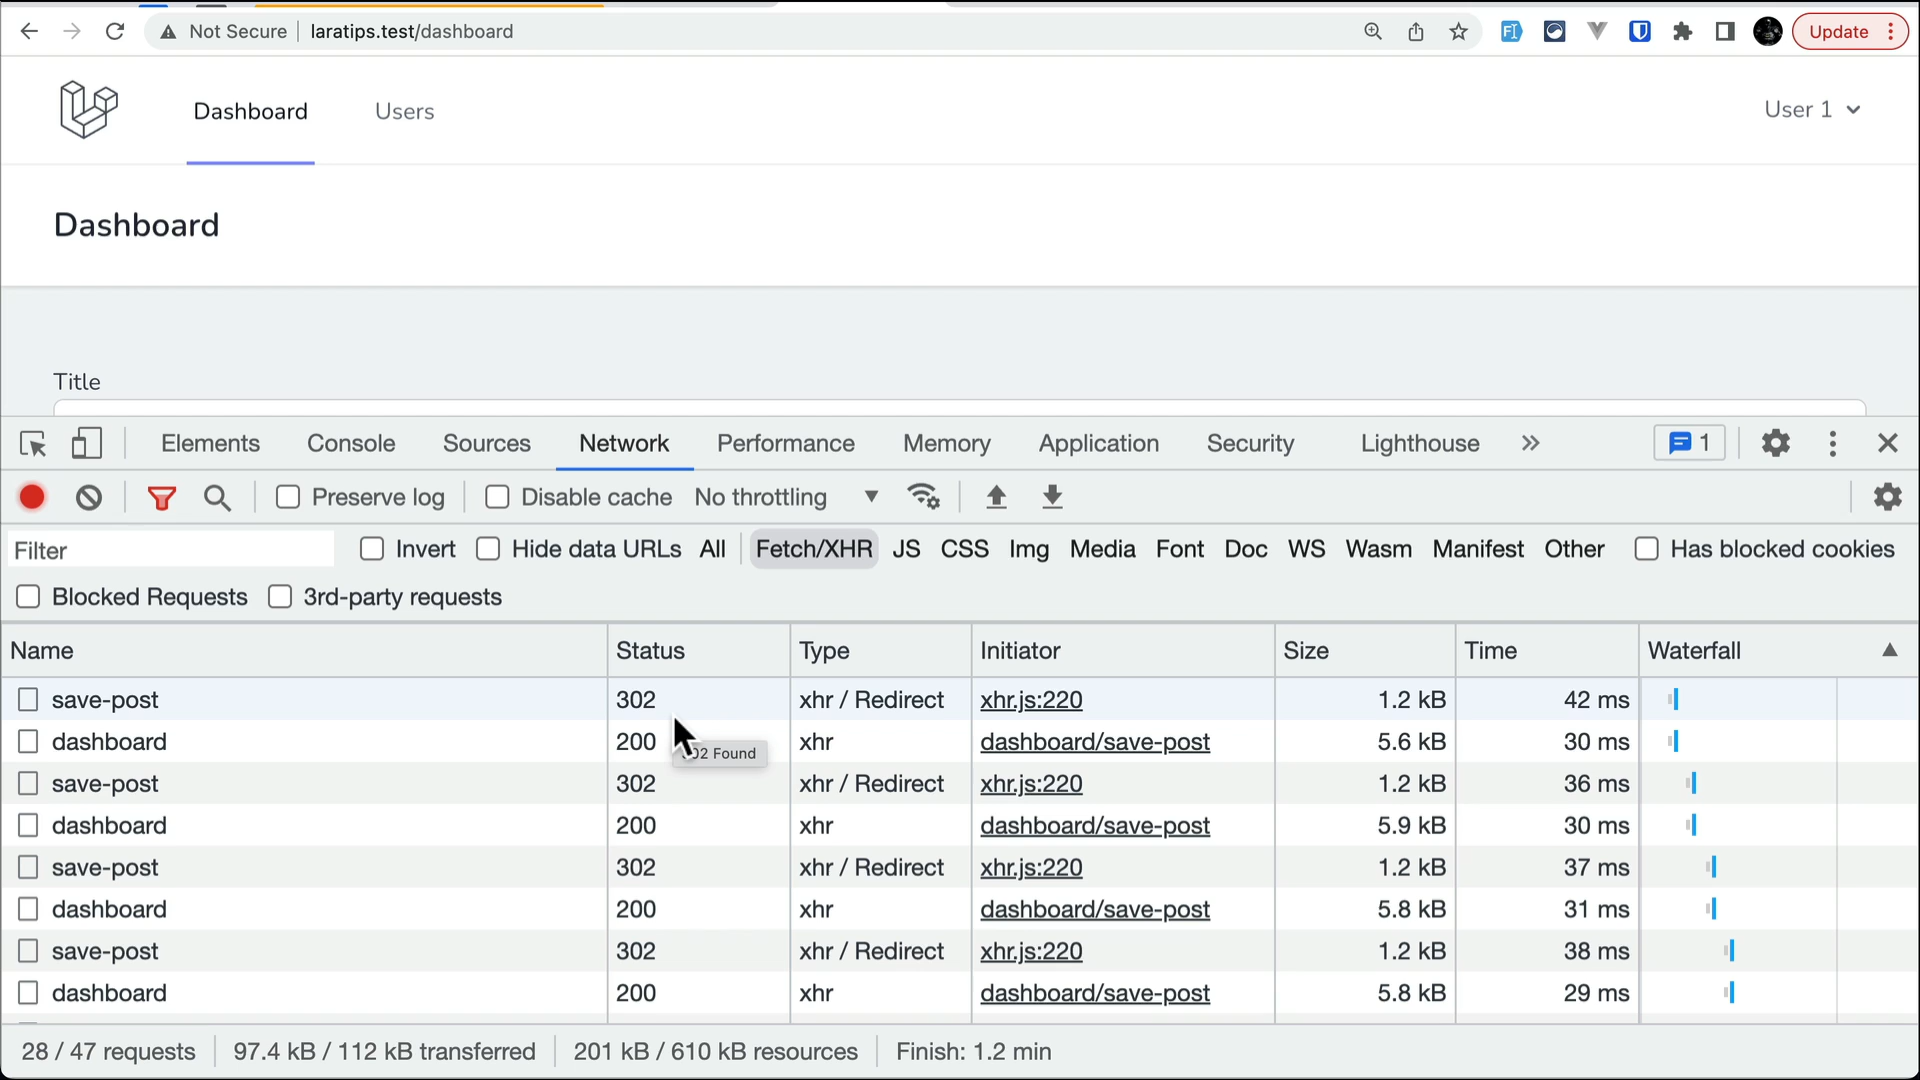 Not Secure laratips.test/dashboard Update
Dashboard Users User 1
Dashboard
Title
Elements Console Sources Network Performance Memory Application Security Lighthouse 1
Preserve log Disable cache No throttling
Filter Invert Hide data URLs All Fetch/XHR JS CSS Img Media Font Doc WS Wasm Manifest Other Has blocked cookies
Blocked Requests 3rd-party requests
Name Status Type Initiator Size Time Waterfall
save-post 302 xhr / Redirect xhr.js:220 1.2 kB 42 ms
dashboard 200 xhr dashboard/save-post 5.6 kB 30 ms
Found
save-post 302 xhr / Redirect xhr.js:220 1.2 kB 36 ms
dashboard 200 xhr dashboard/save-post 5.9 kB 30 ms
save-post 302 xhr / Redirect xhr.js:220 1.2 kB 37 ms
dashboard 200 xhr dashboard/save-post 5.8 kB 31 ms
save-post 302 xhr / Redirect xhr.js:220 1.2 kB 38 ms
dashboard 200 xhr dashboard/save-post 5.8 kB 29 ms
28 / 47 requests 97.4 kB / 112 kB transferred 201 kB / 610 kB resources Finish: 1.2 min